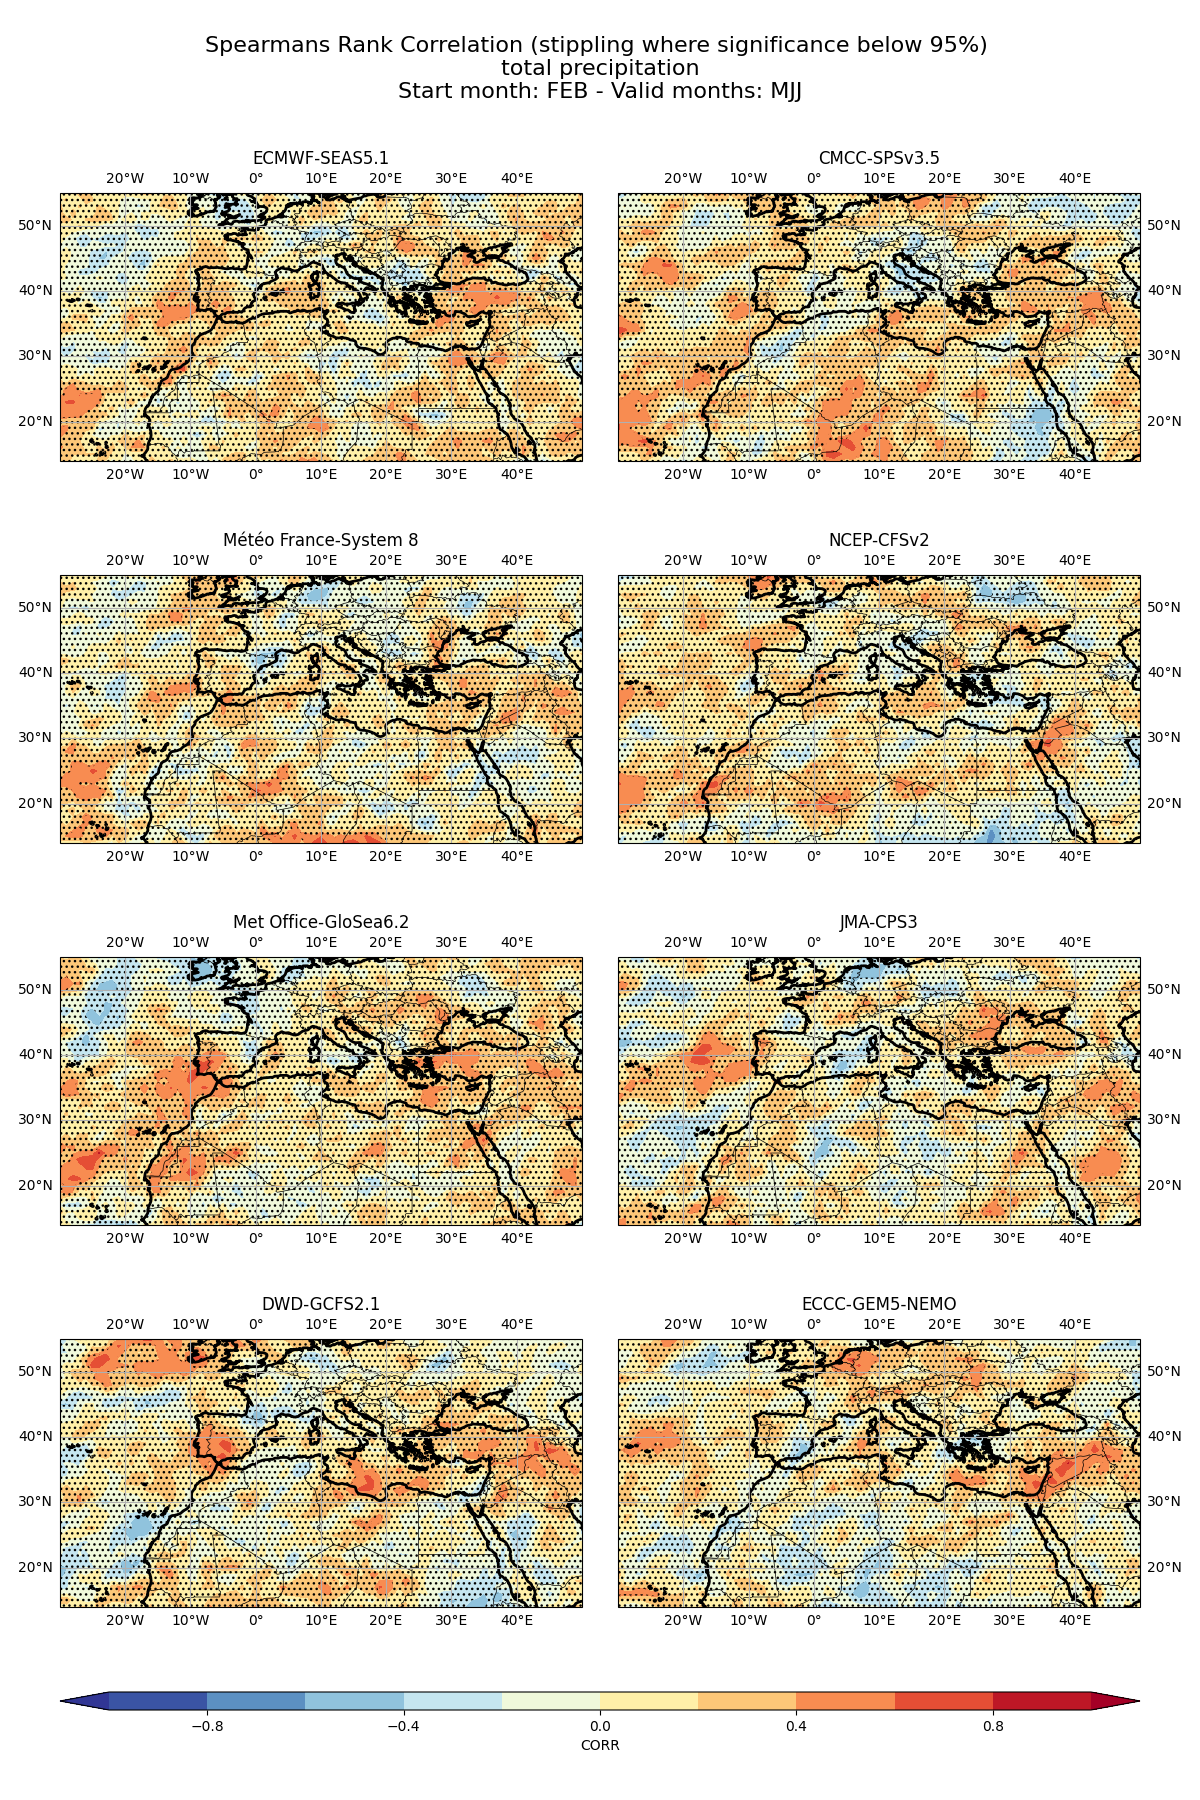 Spearmans Rank Correlation (stippling where significance below 95%)
total precipitation
Start month: FEB - Valid months: MJJ
ECMWF-SEAS5.1
CMCC-SPSv3.5
20°W 10°W 0° 10°E 20°E 30°E 40°E
20°W 10°W 0° 10°E 20°E 30°E 40°E
50°N
50°N
40°N
40°N
30°N
30°N
20°N
20°N
20°W 10°W 0° 10°E 20°E 30°E 40°E
20°W 10°W 0° 10°E 20°E 30°E 40°E
Météo France-System 8
NCEP-CFSv2
20°W 10°W 0° 10°E 20°E 30°E 40°E
20°W 10°W 0° 10°E 20°E 30°E 40°E
50°N
50°N
40°N
40°N
30°N
30°N
20°N
20°N
20°W 10°W 0° 10°E 20°E 30°E 40°E
20°W 10°W 0° 10°E 20°E 30°E 40°E
Met Office-GloSea6.2
JMA-CPS3
20°W 10°W 0° 10°E 20°E 30°E 40°E
20°W 10°W 0° 10°E 20°E 30°E 40°E
50°N
50°N
40°N
40°N
30°N
30°N
20°N
20°N
20°W 10°W 0° 10°E 20°E 30°E 40°E
20°W 10°W 0° 10°E 20°E 30°E 40°E
DWD-GCFS2.1
ECCC-GEM5-NEMO
20°W 10°W 0° 10°E 20°E 30°E 40°E
20°W 10°W 0° 10°E 20°E 30°E 40°E
50°N
50°N
40°N
40°N
30°N
30°N
20°N
20°N
20°W 10°W 0° 10°E 20°E 30°E 40°E
20°W 10°W 0° 10°E 20°E 30°E 40°E
−0.8 −0.4 0.0 0.4 0.8
CORR